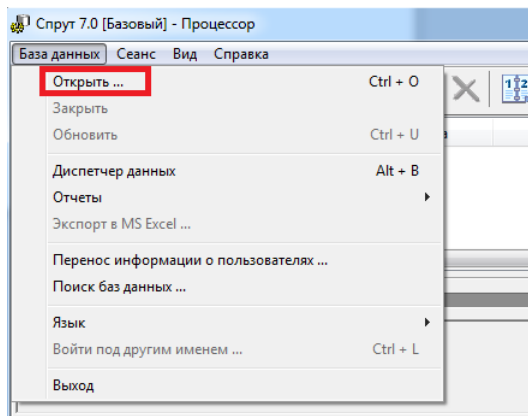 Спрут 7.0 [Базовый] - Процессор
База данных Сеанс Вид Справка
Открыть ... Ctrl + O
Закрыть
Обновить Ctrl + U
Диспетчер данных Alt + B
Отчеты
Экспорт в MS Excel ...
Перенос информации о пользователях ...
Поиск баз данных ...
Язык
Войти под другим именем ... Ctrl + L
Выход